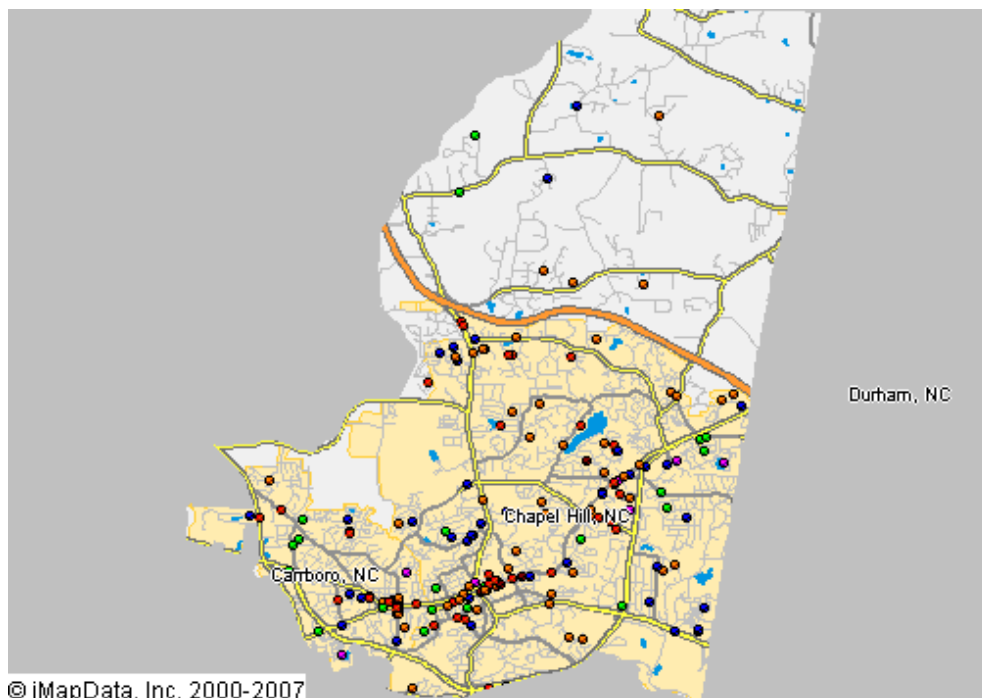 Durham, NC
Chapel Hill, NC
Carrboro, NC
© iMapData, Inc. 2000-2007